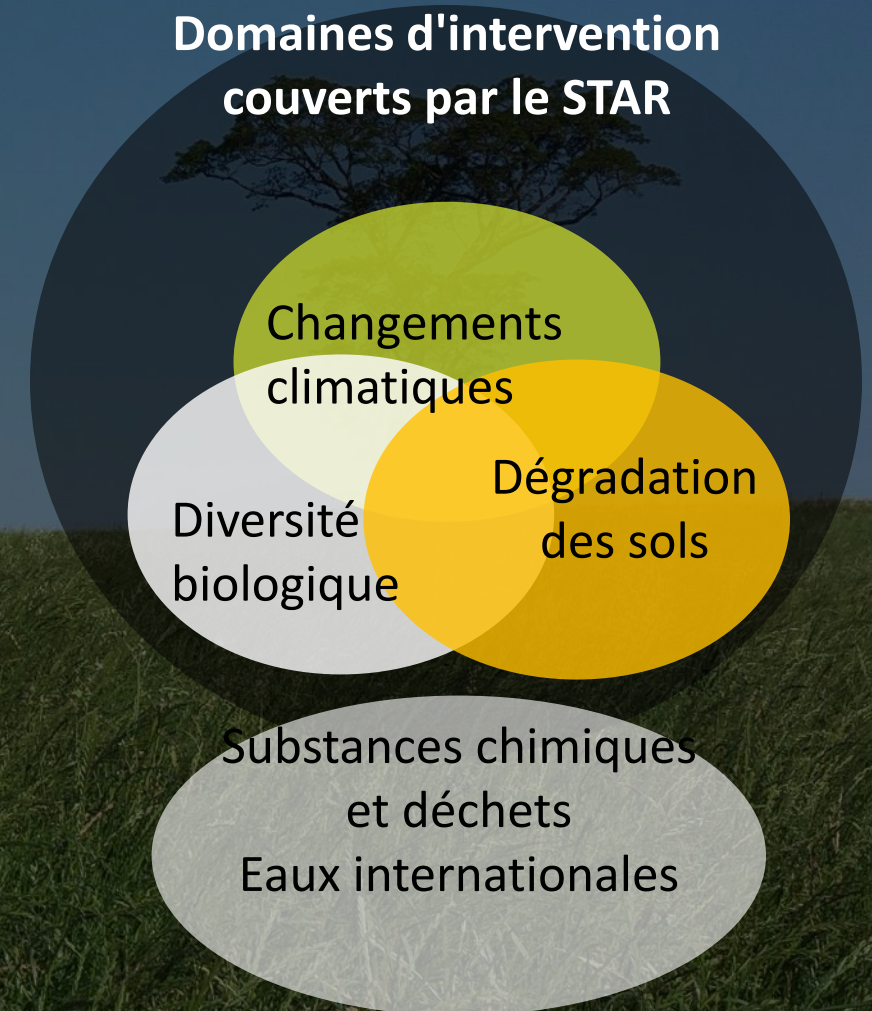 Domaines d'intervention
couverts par le STAR
Changements
climatiques
Dégradation
des sols
Diversité
biologique
Substances chimiques
et déchets
Eaux internationales